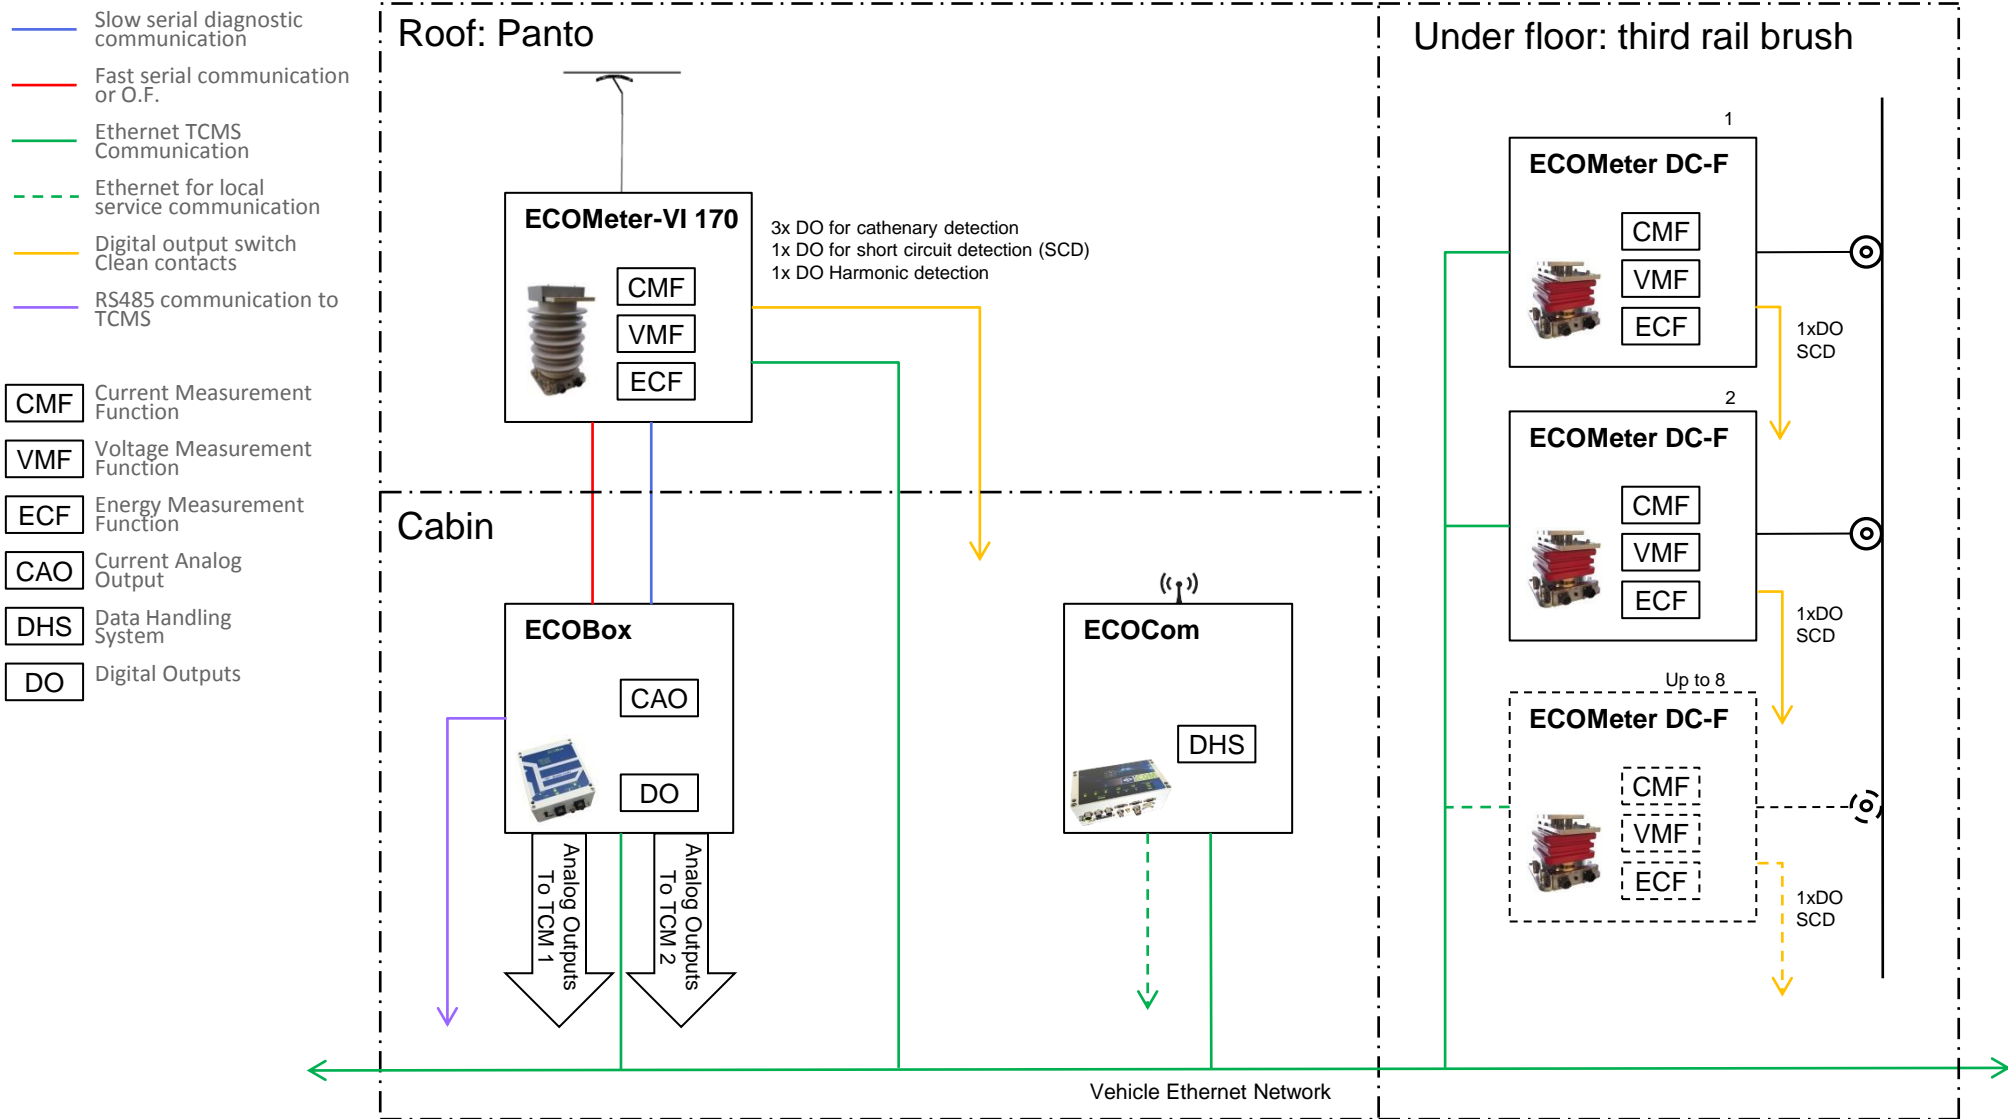 Slow serial diagnostic
communication
Fast serial communication
or O.F.
Ethernet TCMS
Communication
Ethernet for local
service communication
Digital output switch
Clean contacts
RS485 communication to
TCMS
CMF
Current Measurement
Function
VMF
Voltage Measurement
Function
ECF
Energy Measurement
Function
CAO
Current Analog
Output
DHS
Data Handling
System
DO
Digital Outputs
Roof: Panto
ECOMeter-VI 170
CMF
VMF
ECF
3x DO for cathenary detection
1x DO for short circuit detection (SCD)
1x DO Harmonic detection
Cabin
ECOBox
CAO
DO
Analog Outputs
To TCM 1
Analog Outputs
To TCM 2
ECOCom
DHS
Under floor: third rail brush
1
ECOMeter DC-F
CMF
VMF
ECF
1xDO
SCD
2
ECOMeter DC-F
CMF
VMF
ECF
1xDO
SCD
Up to 8
ECOMeter DC-F
CMF
VMF
ECF
1xDO
SCD
Vehicle Ethernet Network